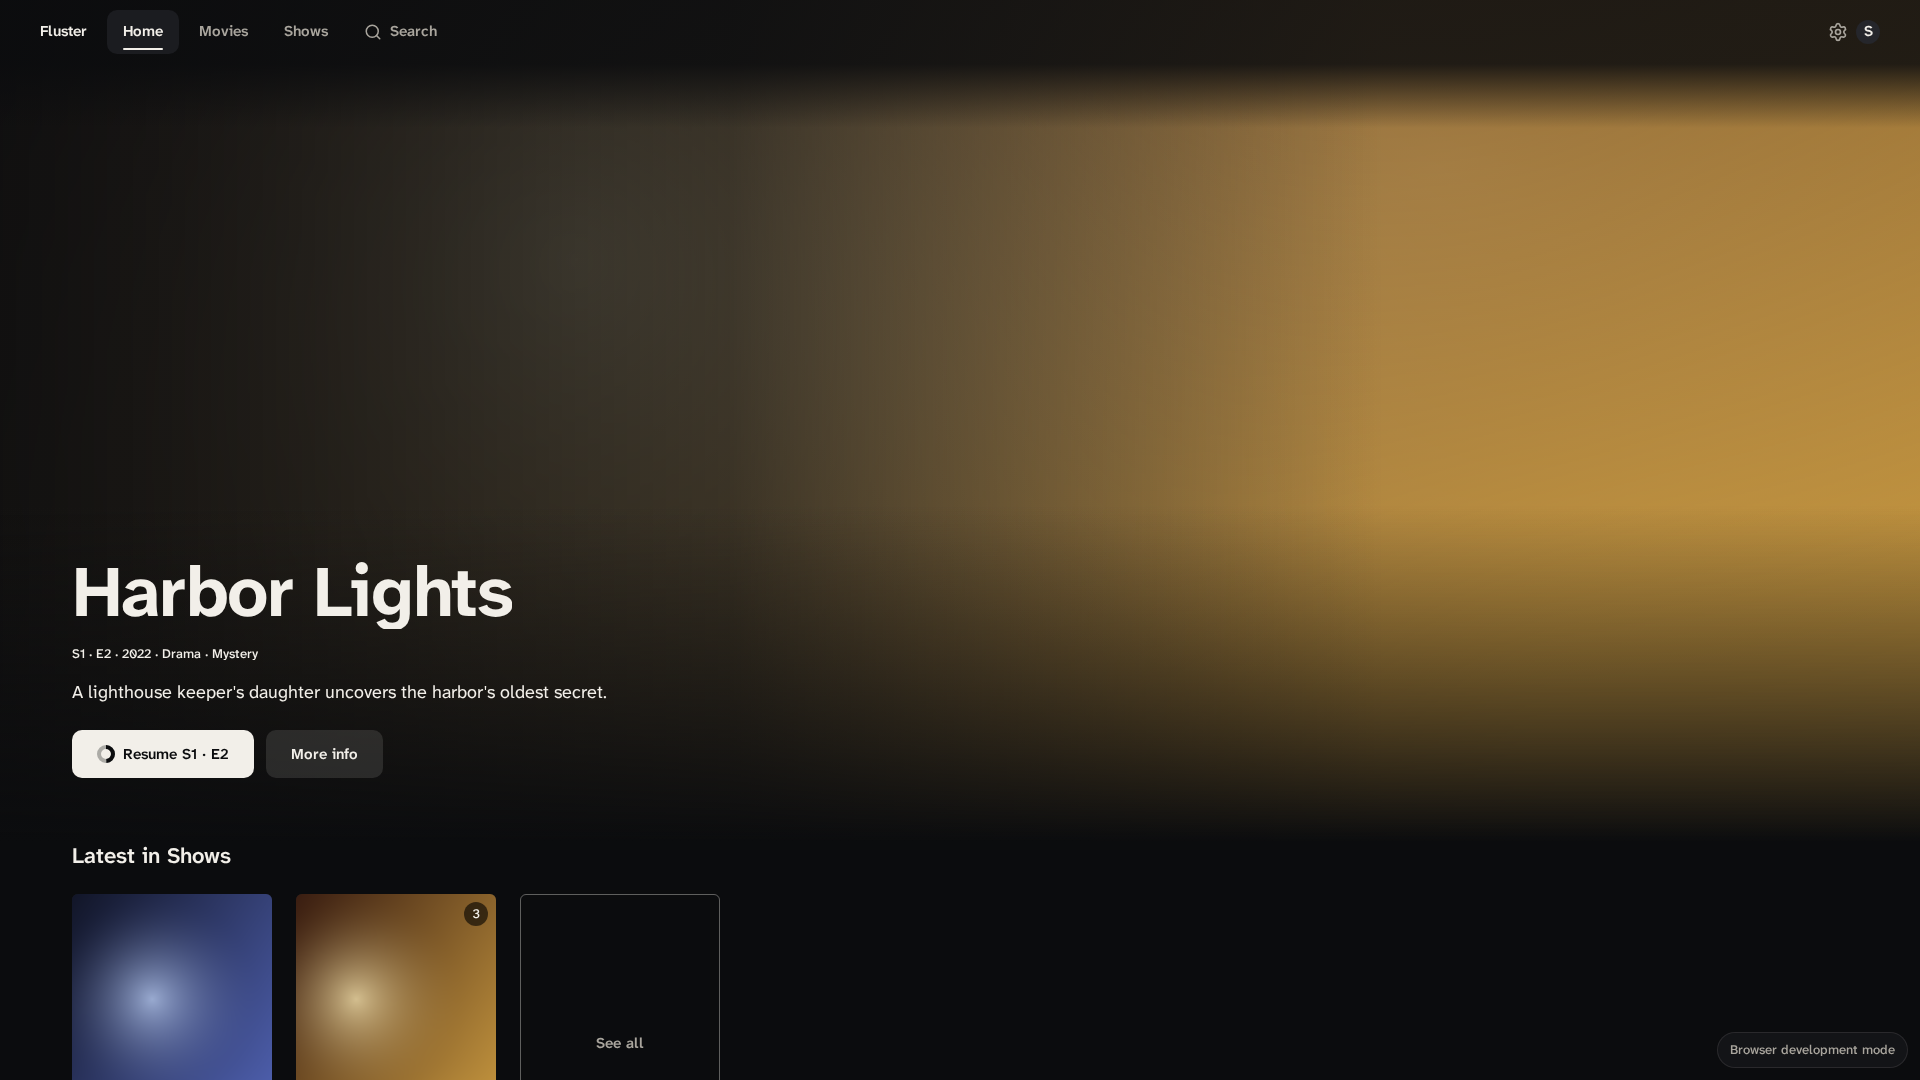 Fluster
Home
Movies
Shows
Search
S
Harbor Lights
S1 · E2 · 2022 · Drama · Mystery
A lighthouse keeper's daughter uncovers the harbor's oldest secret.
Resume S1 · E2
More info
Latest in Shows
3
See all
Browser development mode